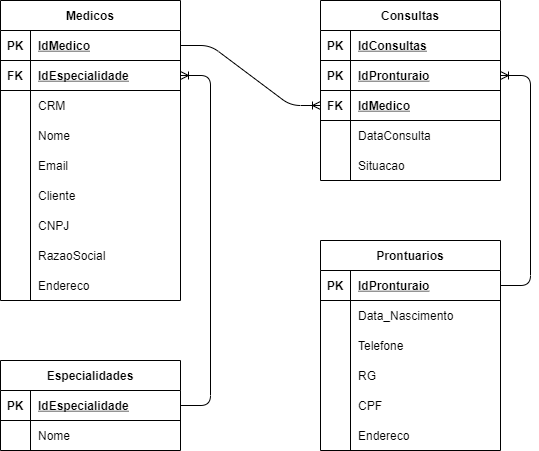 Medicos
PK IdMedico
FK IdEspecialidade
CRM
Nome
Email
Cliente
CNPJ
RazaoSocial
Endereco
Consultas
PK IdConsultas
PK IdPronturaio
FK IdMedico
DataConsulta
Situacao
Especialidades
PK IdEspecialidade
Nome
Prontuarios
PK IdPronturaio
Data_Nascimento
Telefone
RG
CPF
Endereco